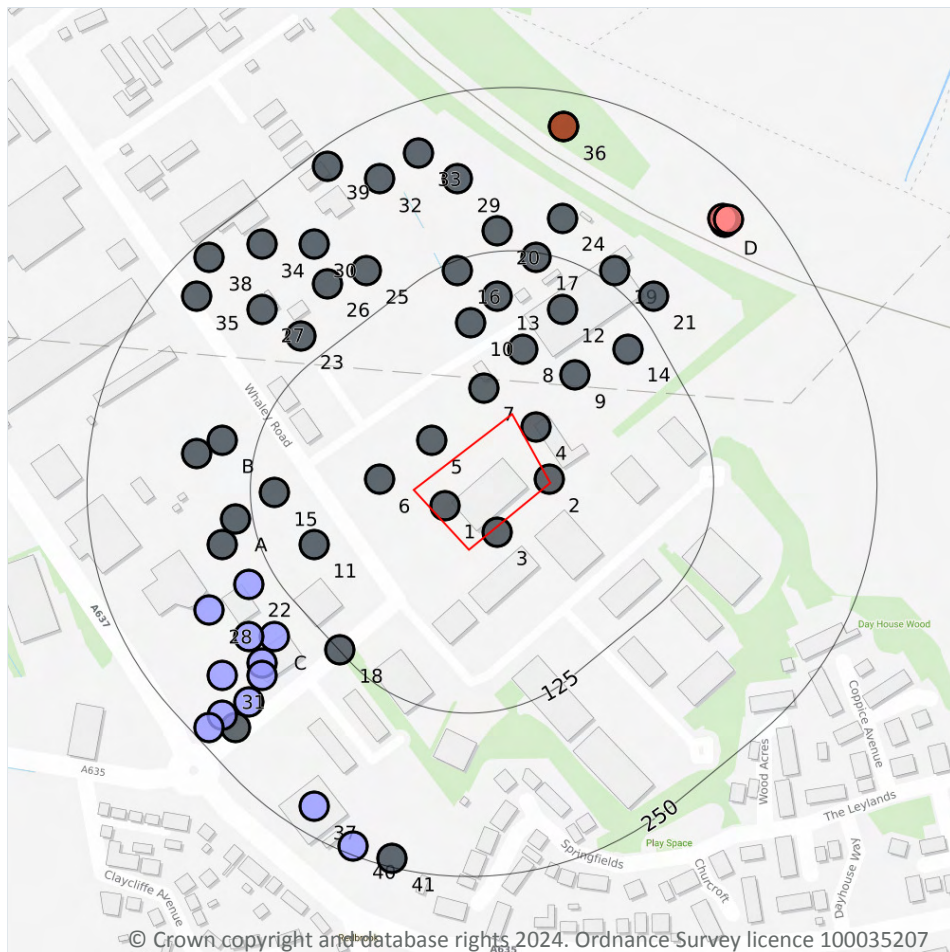 36
39
33
32
D
29
24
38
34
30
20
25
17
16
19
26
35
21
13
27
12
10
23
8
14
9
Whaley Road
7
4
B
5
6
2
15
1
A
3
11
A637
22
28
Day House Wood
C
18
125
31
Coppice Avenue
A635
Wood Acres
The Leylands
250
37
Play Space
Springfields
40
41
Churcroft
Dayhouse Way
Claycliffe Avenue
Redbrook
A635
© Crown copyright and database rights 2024. Ordnance Survey licence 100035207